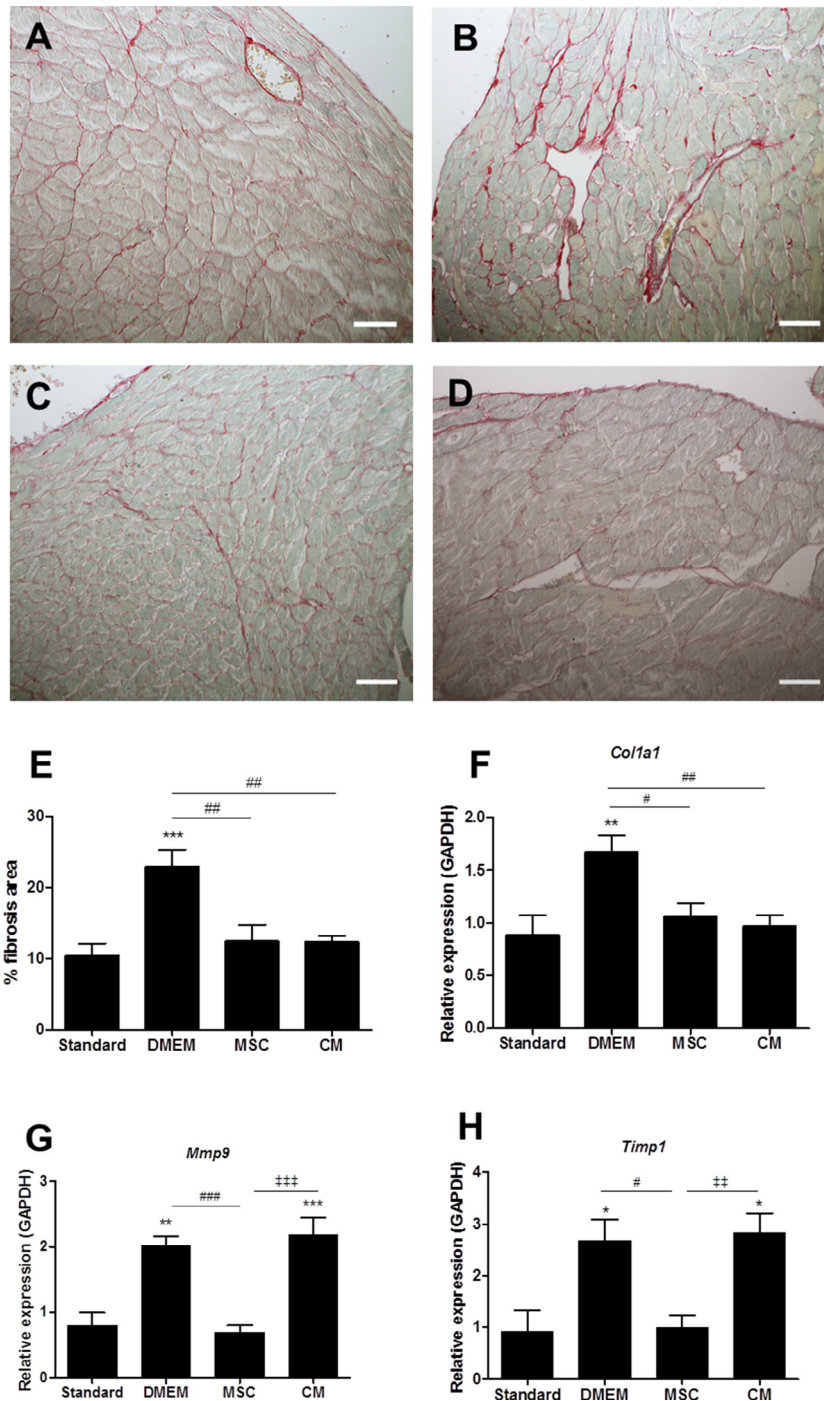 A
B
C
D
E
##
##
***
30
20
10
0
% fibrosis area
Standard DMEM MSC CM
F
Col1a1
##
#
**
2.0
1.5
1.0
0.5
0.0
Relative expression (GAPDH)
Standard DMEM MSC CM
G
Mmp9
‡‡‡
###
***
**
3
2
1
0
Relative expression (GAPDH)
Standard DMEM MSC CM
H
Timp1
# ‡‡
* *
4
3
2
1
0
Relative expression (GAPDH)
Standard DMEM MSC CM